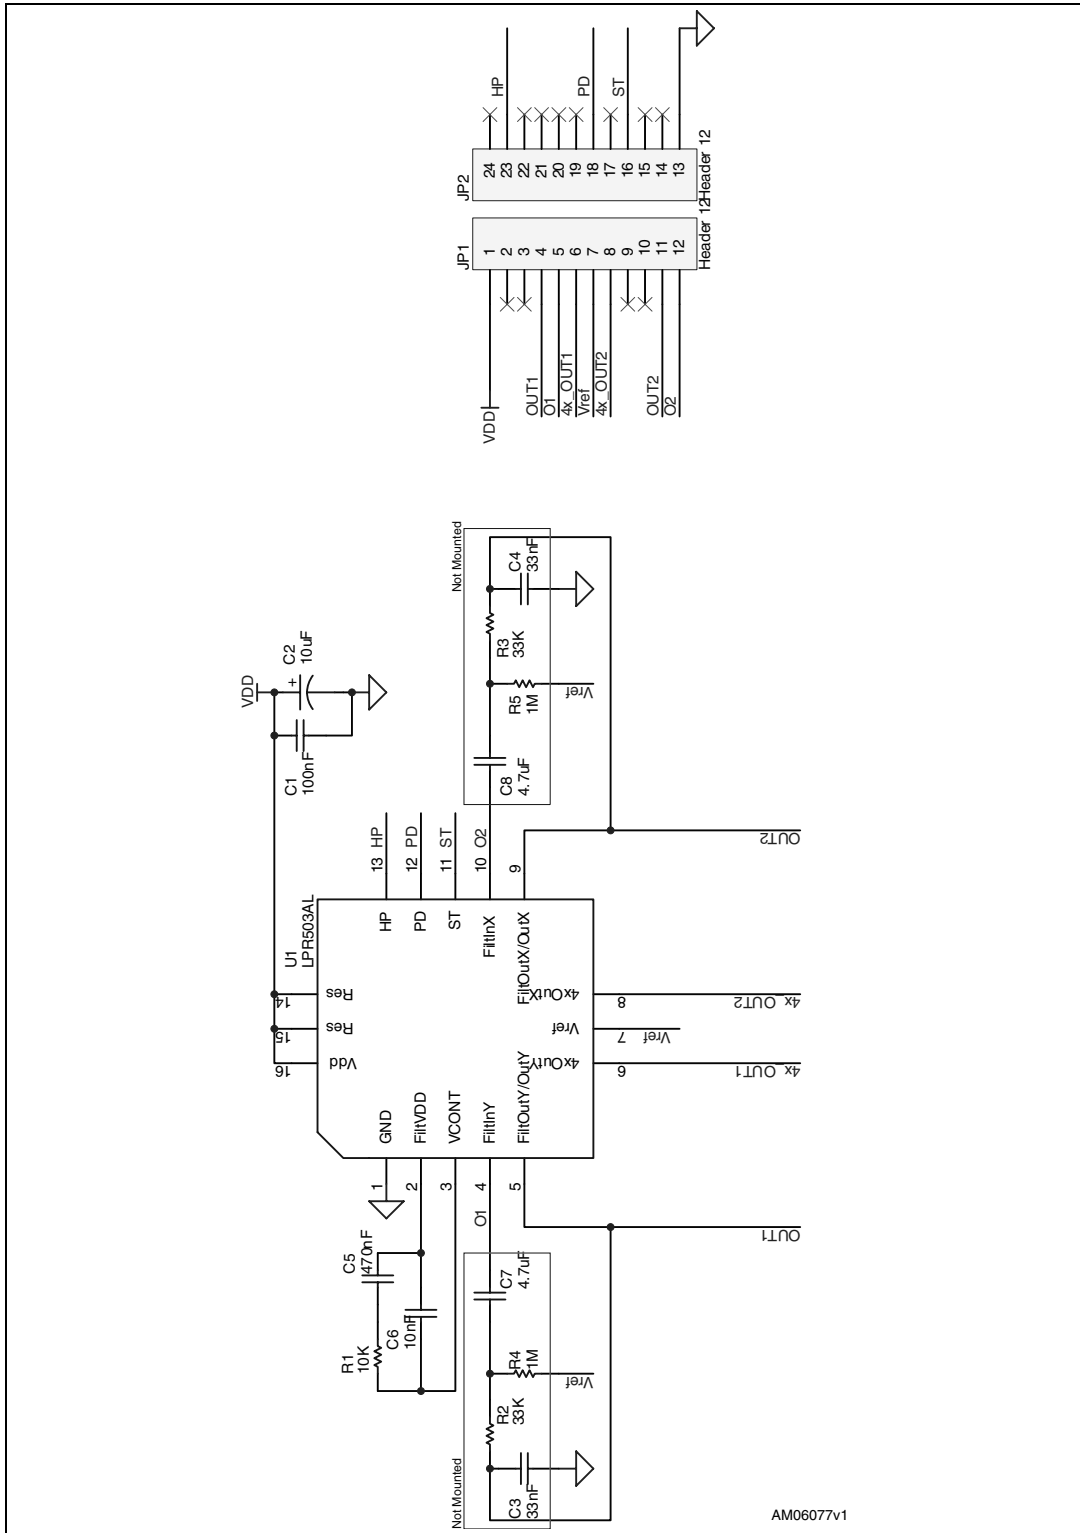 HP
PD
ST
24
23
22
21
20
19
18
17
16
15
14
13
JP2
Header 12
JP1
1
2
3
4
5
6
7
8
9
10
11
12
Header 12
VDD
OUT1
O1
4x_OUT1
Vref
4x_OUT2
OUT2
O2
Not Mounted
C4
33nF
R3
33K
R5
1M
Vref
C8
4.7uF
VDD
C2
10uF
+
C1
100nF
13 HP
12 PD
11 ST
10 O2
9
OUT2
U1
LPR503AL
HP
PD
ST
FiltInX
FiltOutX/OutX
14
Res
15
Res
16
Vdd
4xOutX
8
4x_OUT2
Vref
7
Vref
4xOutY
6
4x_OUT1
GND
FiltVDD
VCONT
FiltInY
FiltOutY/OutY
1
2
3
4
5
O1
OUT1
C5
470nF
R1
10K
C6
10nF
C7
4.7uF
R4
1M
Vref
R2
33K
C3
33nF
Not Mounted
AM06077v1